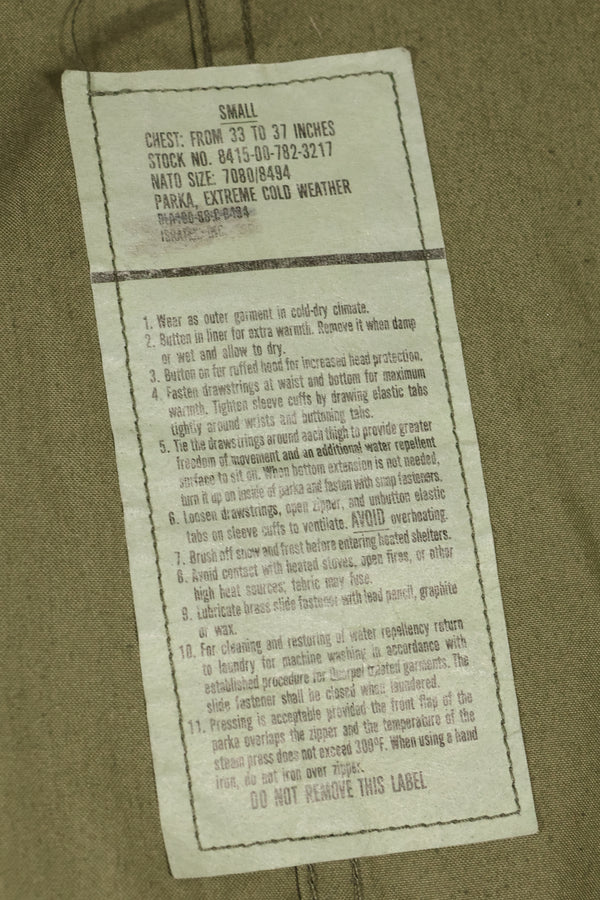 SMALL
CHEST: FROM 33 TO 37 INCHES
STOCK NO. 8415-00-782-3217
NATO SIZE: 7080/8494
PARKA, EXTREME COLD WEATHER
INC.
1. Wear as outer garment in cold-dry climate.
2. Button in liner for extra warmth. Remove it when damp
or wet and allow to dry.
3. Button on fur ruffed hood for increased head protection.
4. Fasten drawstrings at waist and bottom for maximum
warmth. Tighten sleeve cuffs by drawing elastic tabs
tightly around wrists and buttoning tabs.
5. Tie the drawstrings around each thigh to provide greater
freedom of movement and an additional water repellent
surface to sit on. When bottom extension is not needed,
turn it up on inside of parka and fasten with snap fasteners.
6. Loosen drawstrings, open zipper, and unbutton elastic
tabs on sleeve cuffs to ventilate. AVOID overheating.
7. Brush off snow and frost before entering heated shelters.
8. Avoid contact with heated stoves, open fires, or other
high heat sources; fabric may fuse.
9. Lubricate brass slide fastener with lead pencil, graphite
or wax.
10. For cleaning and restoring of water repellency return
to laundry for machine washing in accordance with
established procedure for Quarpel treated garments. The
slide fastener shall be closed when laundered.
11. Pressing is acceptable provided the front flap of the
parka overlaps the zipper and the temperature of the
steam press does not exceed 300°F. When using a hand
iron, do not iron over zipper.
DO NOT REMOVE THIS LABEL